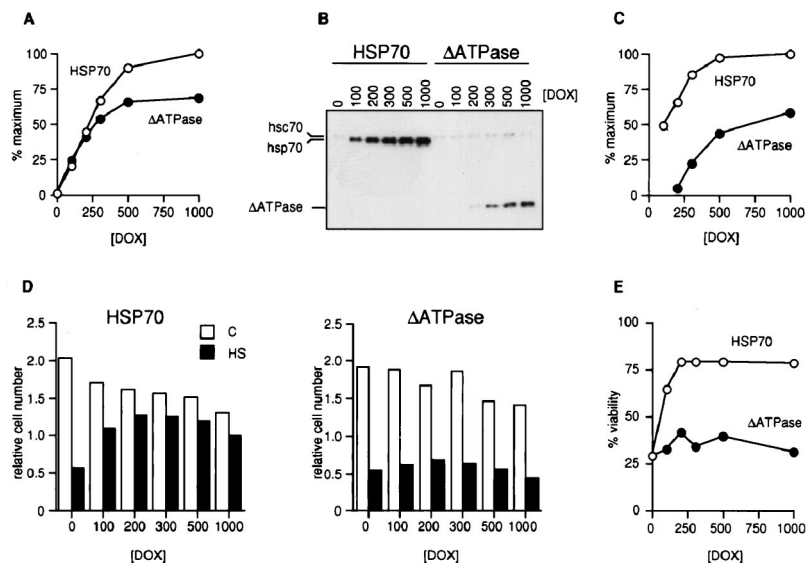 A
% maximum
100
75
50
25
0
HSP70
ΔATPase
0 250 500 750 1000
[DOX]
B
HSP70 ΔATPase
0 100 200 300 500 1000 0 100 200 300 500 1000 [DOX]
hsc70
hsp70
ΔATPase
C
% maximum
100
75
50
25
0
HSP70
ΔATPase
0 250 500 750 1000
[DOX]
D
HSP70
relative cell number
2.5
2.0
1.5
1.0
0.5
0
C
HS
0 100 200 300 500 1000
[DOX]
ΔATPase
relative cell number
2.5
2.0
1.5
1.0
0.5
0
0 100 200 300 500 1000
[DOX]
E
% viability
100
75
50
25
0
HSP70
ΔATPase
0 250 500 750 1000
[DOX]